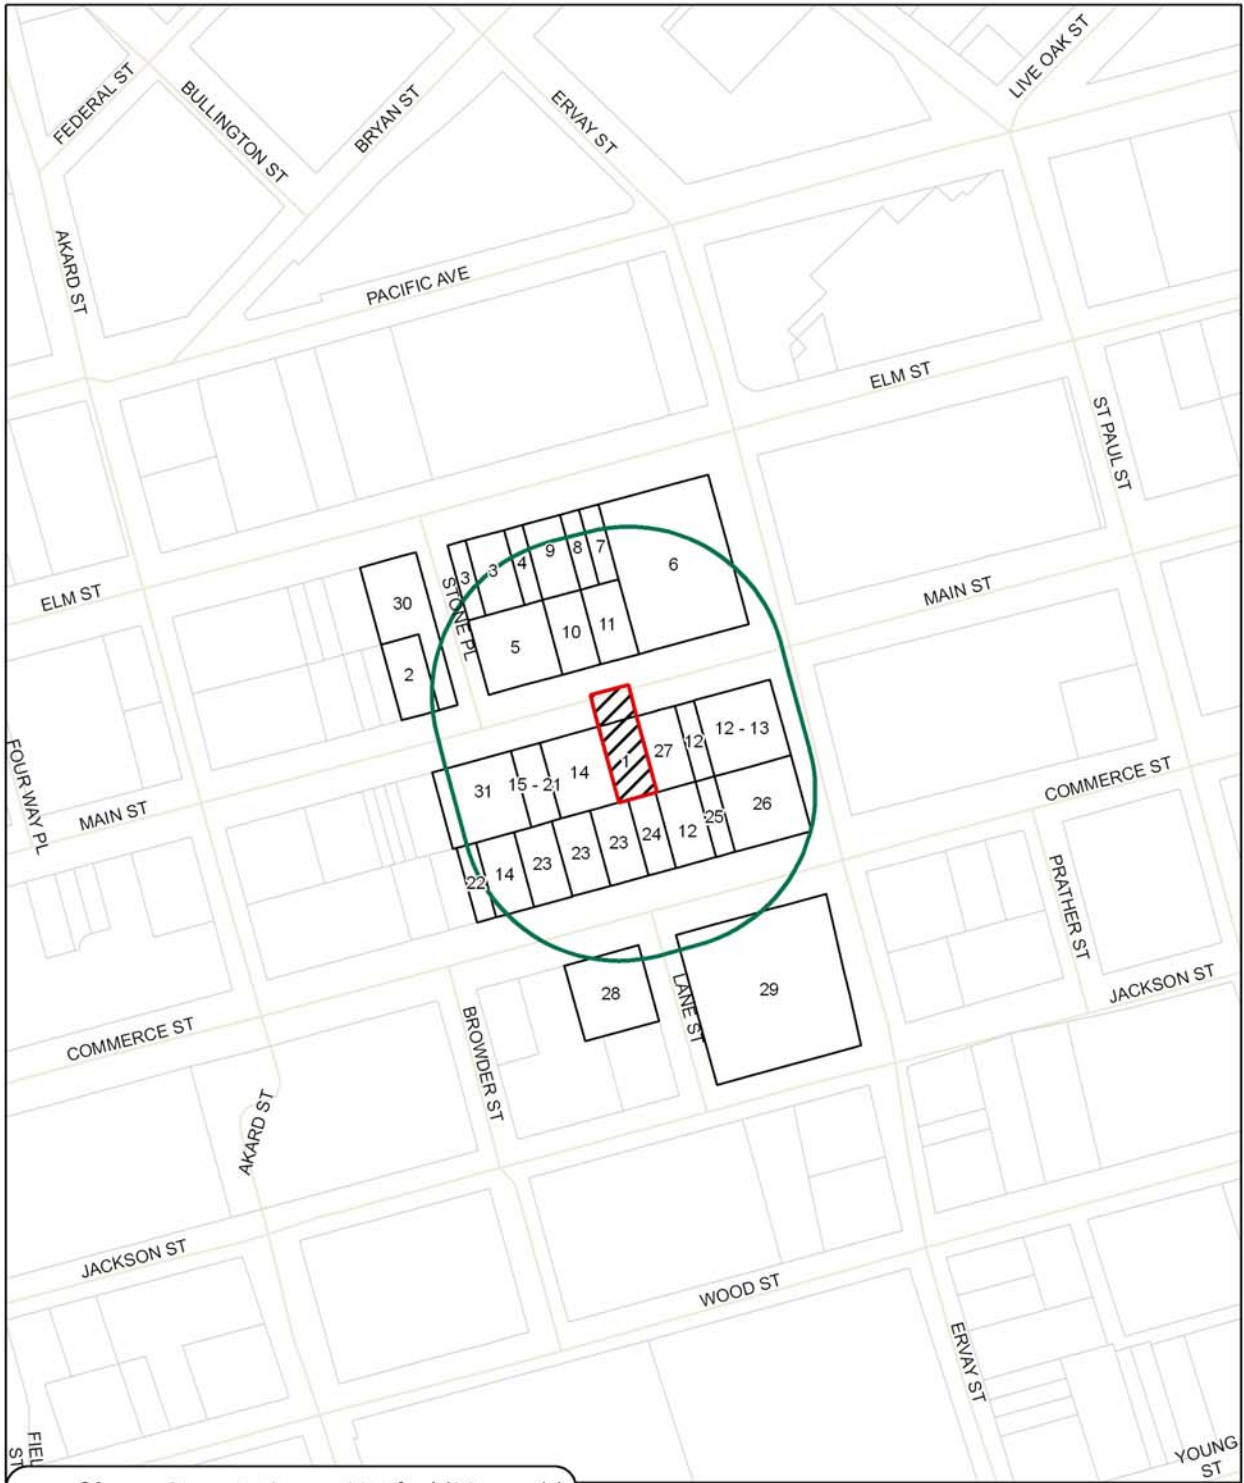 LIVE OAK ST
FEDERAL ST
BULLINGTON ST
BRYAN ST
ERVAY ST
AKARD ST
PACIFIC AVE
ELM ST
ST PAUL ST
ELM ST
STONE PL
MAIN ST
3
3
4
9
8
7
6
30
5
10
11
2
FOUR WAY PL
MAIN ST
COMMERCE ST
31
15 - 21
14
1
27
12
12 - 13
22
14
23
23
23
24
12
25
26
PRATHER ST
28
29
LANE ST
JACKSON ST
COMMERCE ST
BROWDER ST
AKARD ST
JACKSON ST
WOOD ST
ERVAY ST
FIEL
ST
YOUNG
ST